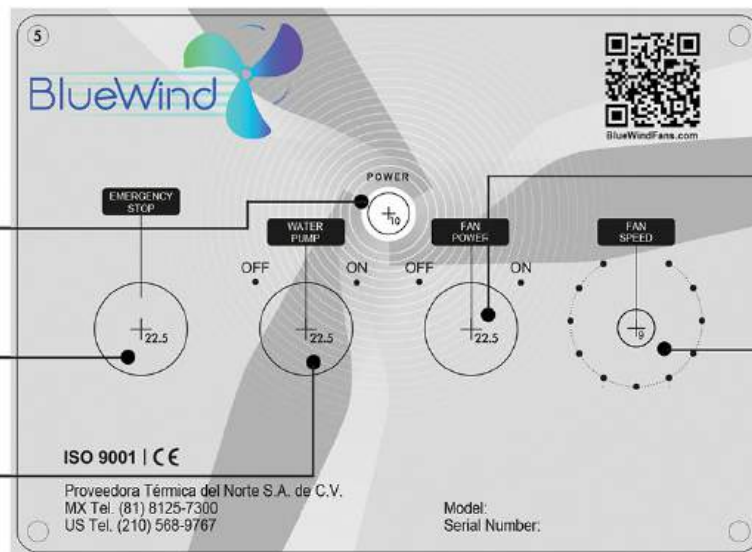 5
BlueWind
BlueWindFans.com
POWER
10
EMERGENCY
STOP
WATER
PUMP
FAN
POWER
FAN
SPEED
OFF
ON
OFF
ON
22.5
22.5
22.5
9
ISO 9001 | CE
Proveedora Térmica del Norte S.A. de C.V.
MX Tel. (81) 8125-7300
US Tel. (210) 568-9767
Model:
Serial Number: